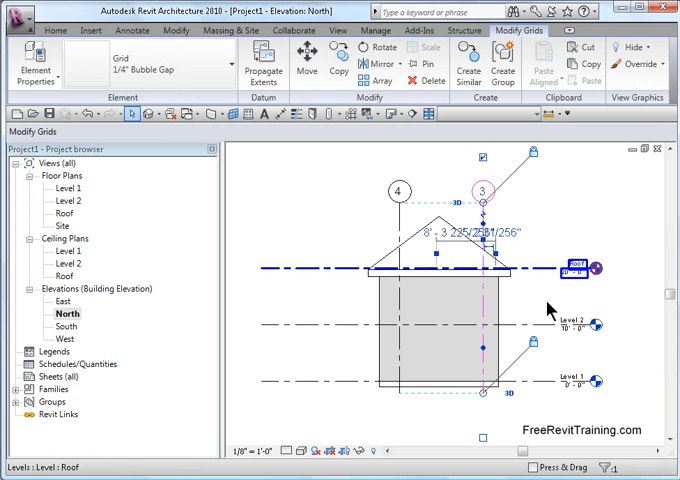 Autodesk Revit Architecture 2010 - [Project1 - Elevation: North]
Type a keyword or phrase
Home Insert Annotate Modify Massing & Site Collaborate View Manage Add-Ins Structure Modify Grids
Grid
1/4" Bubble Gap
Element Properties
Propagate Extents
Move
Copy
Rotate
Mirror
Array
Scale
Pin
Delete
Create Similar
Create Group
Paste Aligned
Cut
Copy
Hide
Override
Element Datum Modify Create Clipboard View Graphics
Modify Grids
Project1 - Project browser
Views (all)
Floor Plans
Level 1
Level 2
Roof
Site
Ceiling Plans
Level 1
Level 2
Roof
Elevations (Building Elevation)
East
North
South
West
Legends
Schedules/Quantities
Sheets (all)
Families
Groups
Revit Links
4 3
3D
8' - 3 225/256"
Roof
Level 2
10' - 0"
Level 1
0' - 0"
3D
FreeRevitTraining.com
1/8" = 1'-0"
Levels : Level : Roof
Press & Drag
:1